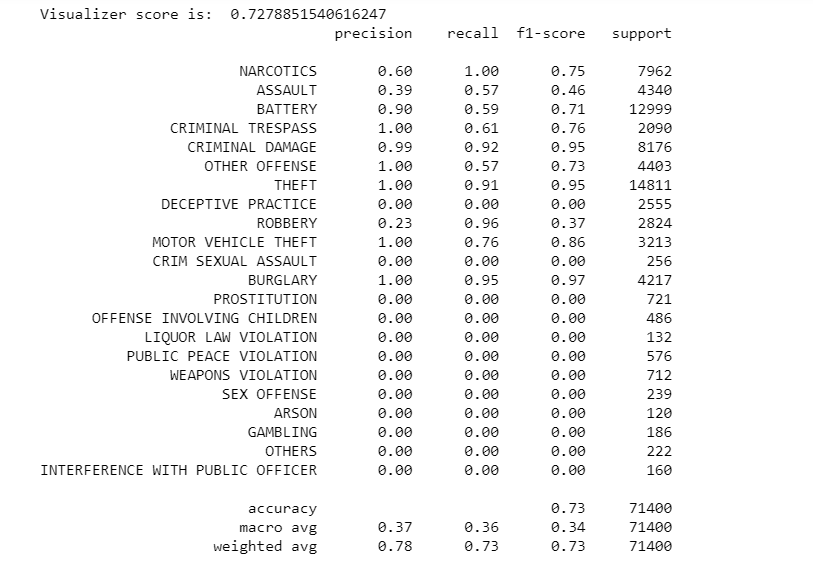 Visualizer score is:  0.7278851540616247
precision recall f1-score support
NARCOTICS 0.60 1.00 0.75 7962
ASSAULT 0.39 0.57 0.46 4340
BATTERY 0.90 0.59 0.71 12999
CRIMINAL TRESPASS 1.00 0.61 0.76 2090
CRIMINAL DAMAGE 0.99 0.92 0.95 8176
OTHER OFFENSE 1.00 0.57 0.73 4403
THEFT 1.00 0.91 0.95 14811
DECEPTIVE PRACTICE 0.00 0.00 0.00 2555
ROBBERY 0.23 0.96 0.37 2824
MOTOR VEHICLE THEFT 1.00 0.76 0.86 3213
CRIM SEXUAL ASSAULT 0.00 0.00 0.00 256
BURGLARY 1.00 0.95 0.97 4217
PROSTITUTION 0.00 0.00 0.00 721
OFFENSE INVOLVING CHILDREN 0.00 0.00 0.00 486
LIQUOR LAW VIOLATION 0.00 0.00 0.00 132
PUBLIC PEACE VIOLATION 0.00 0.00 0.00 576
WEAPONS VIOLATION 0.00 0.00 0.00 712
SEX OFFENSE 0.00 0.00 0.00 239
ARSON 0.00 0.00 0.00 120
GAMBLING 0.00 0.00 0.00 186
OTHERS 0.00 0.00 0.00 222
INTERFERENCE WITH PUBLIC OFFICER 0.00 0.00 0.00 160
accuracy 0.73 71400
macro avg 0.37 0.36 0.34 71400
weighted avg 0.78 0.73 0.73 71400